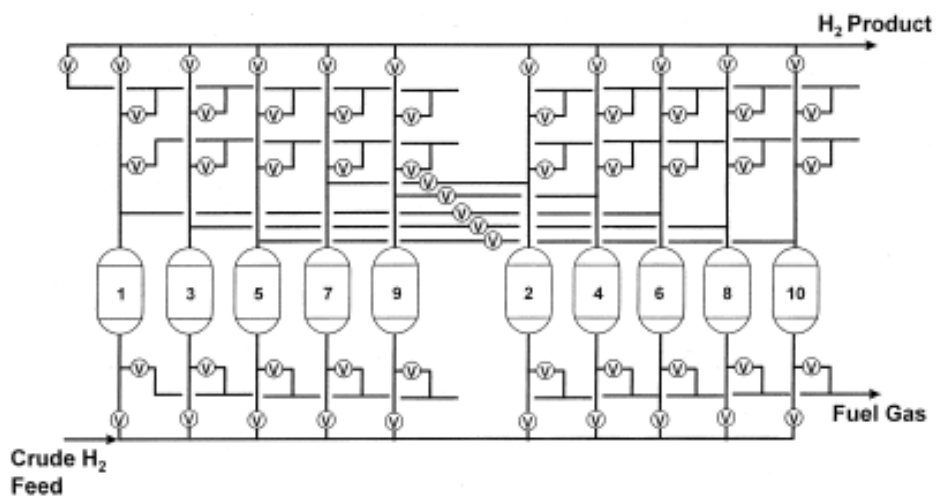 H₂ Product
V V V V V V V V V V V
V V V V V V V V V V
V V V V V V V V V V
V
V
V
V
V
1 3 5 7 9 2 4 6 8 10
V V V V V V V V V V
Fuel Gas
V V V V V V V V V V
Crude H₂
Feed